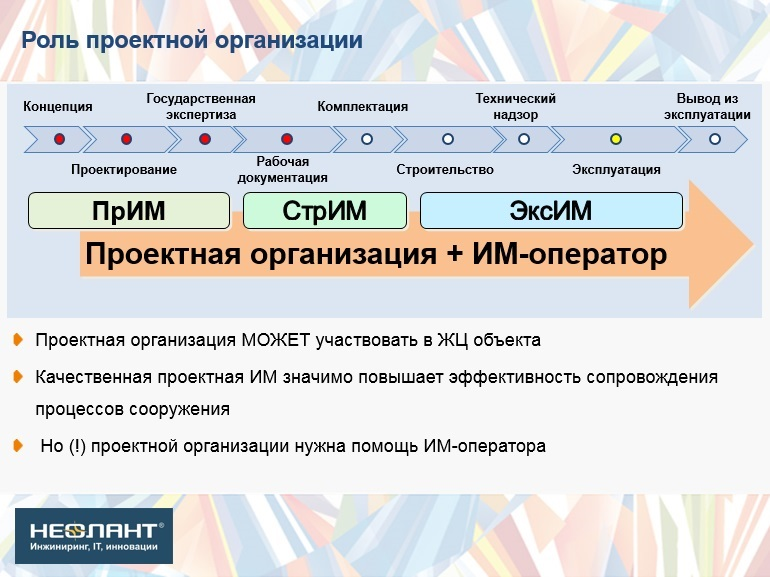 Роль проектной организации
Концепция
Государственная
экспертиза
Комплектация
Технический
надзор
Вывод из
эксплуатации
Проектирование
Рабочая
документация
Строительство
Эксплуатация
ПрИМ
СтрИМ
ЭксИМ
Проектная организация + ИМ-оператор
Проектная организация МОЖЕТ участвовать в ЖЦ объекта
Качественная проектная ИМ значимо повышает эффективность сопровождения
процессов сооружения
Но (!) проектной организации нужна помощь ИМ-оператора
НЕОЛАНТ®
Инжиниринг, IT, инновации